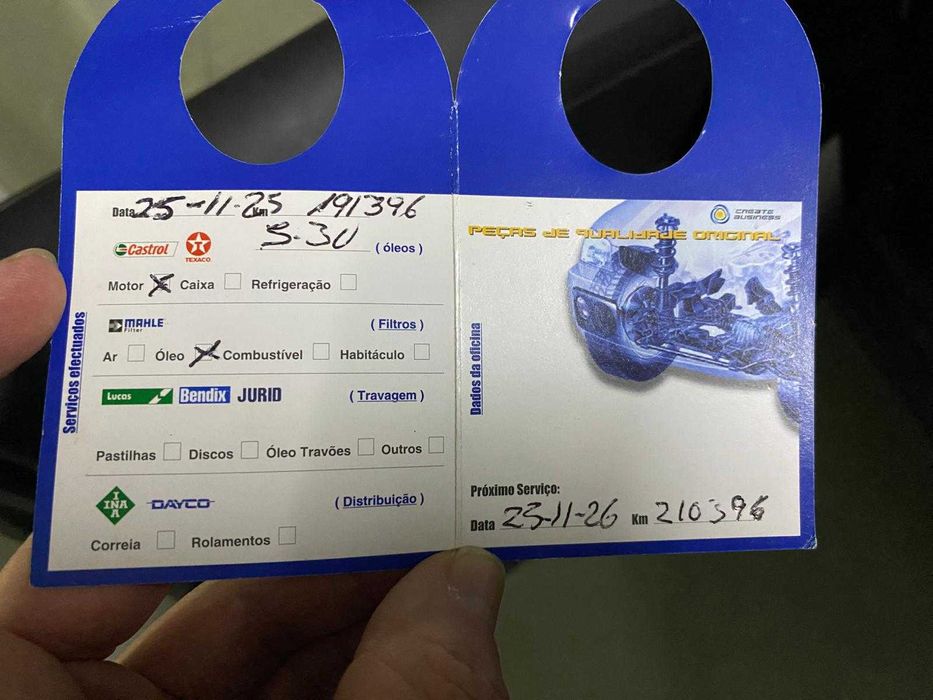 Data 25-11-25 Km 191396
Castrol TEXACO 5-30 (óleos)
Motor Caixa Refrigeração
MAHLE Filter (Filtros)
Ar Óleo Combustível Habitáculo
Lucas Bendix JURID (Travagem)
Pastilhas Discos Óleo Travões Outros
INA DAYCO (Distribuição)
Correia Rolamentos
Serviços efectuados
CREATE BUSINESS
PEÇAS DE QUALIDADE ORIGINAL
Dados da oficina
Próximo Serviço:
Data 25-11-26 Km 210396